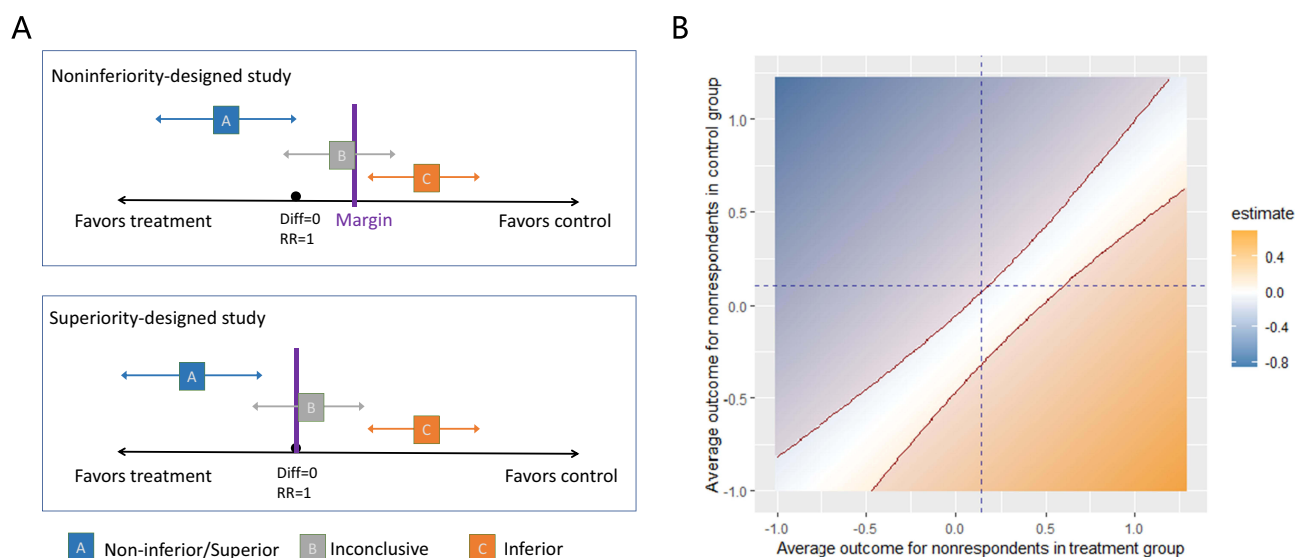 A
B
Noninferiority-designed study
A
B
C
Favors treatment
Diff=0
RR=1
Margin
Favors control
Superiority-designed study
A
B
C
Favors treatment
Diff=0
RR=1
Favors control
A Non-inferior/Superior
B Inconclusive
C Inferior
Average outcome for nonrespondents in control group
1.0
0.5
0.0
-0.5
-1.0
-1.0 -0.5 0.0 0.5 1.0
Average outcome for nonrespondents in treatment group
estimate
0.4
0.0
-0.4
-0.8